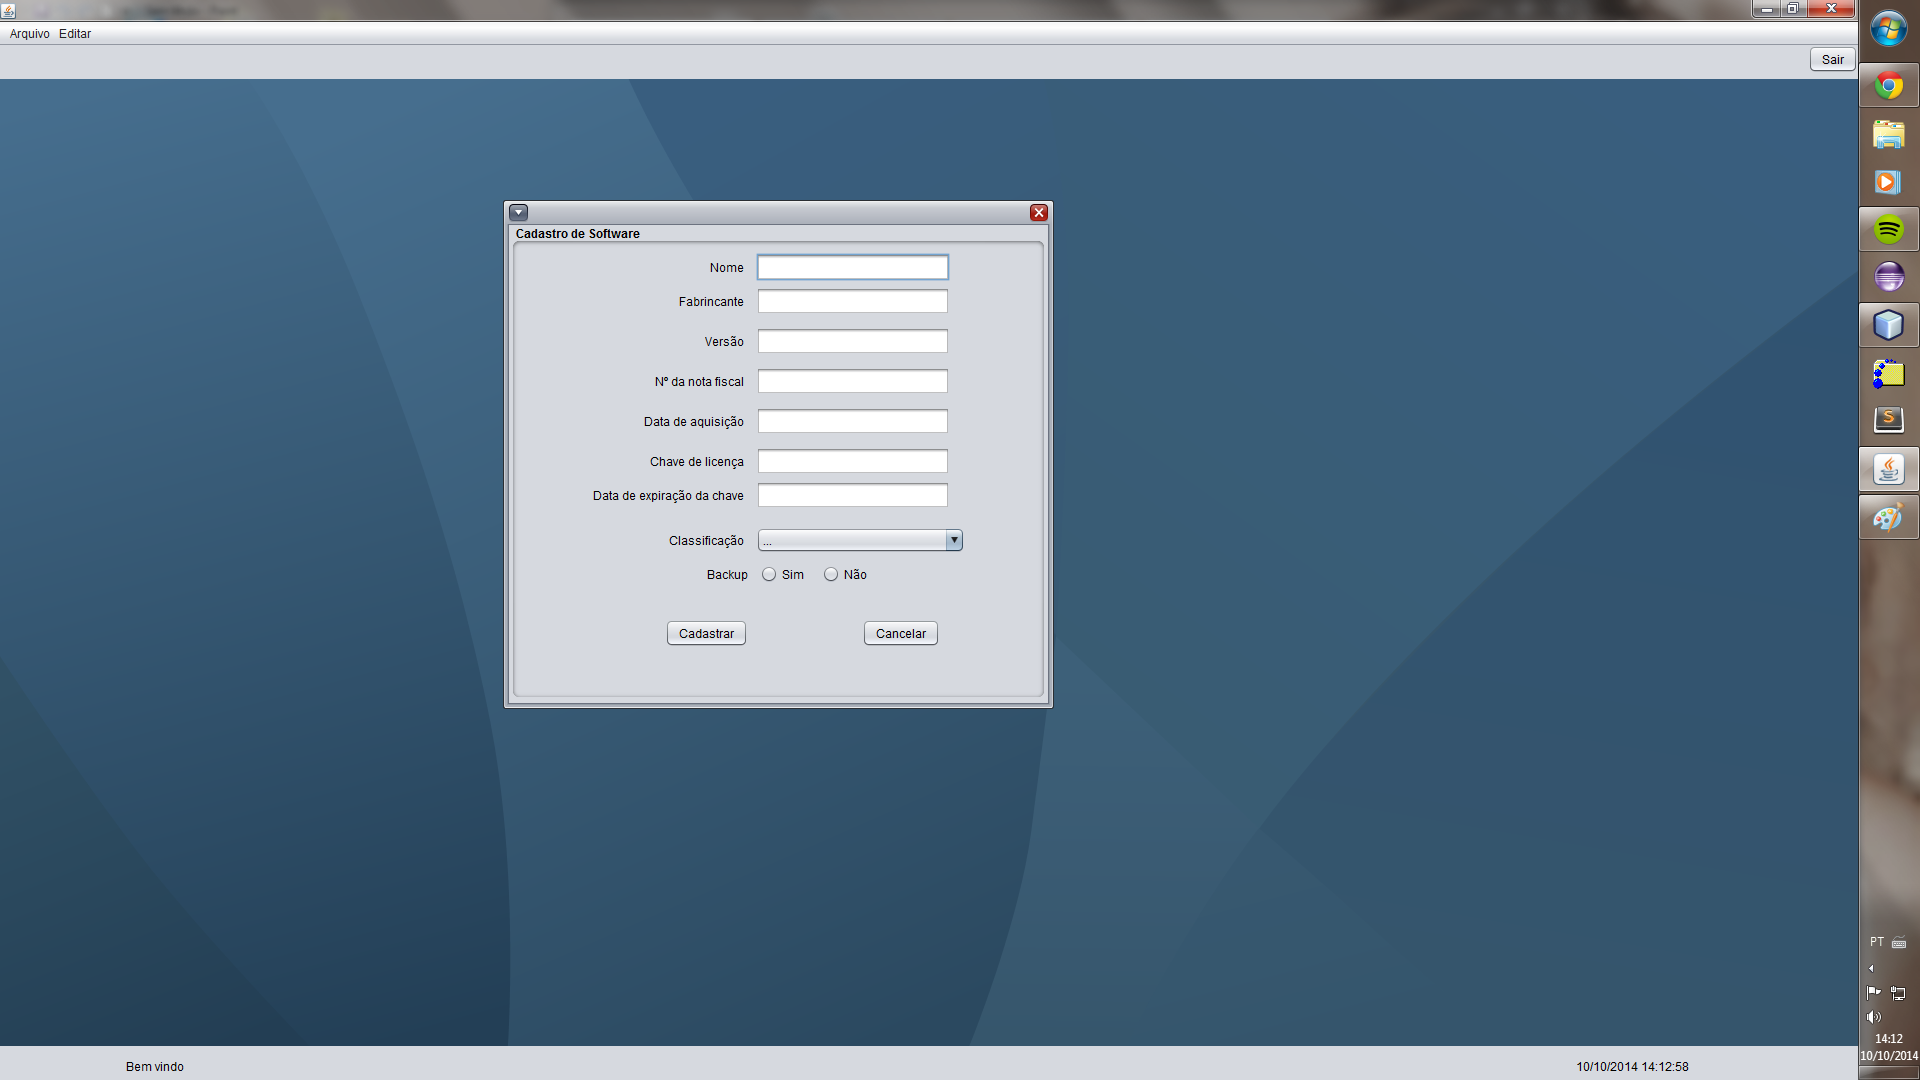 Arquivo Editar
Sair
Cadastro de Software
Nome
Fabrincante
Versão
Nº da nota fiscal
Data de aquisição
Chave de licença
Data de expiração da chave
Classificação ...
Backup Sim Não
Cadastrar Cancelar
PT
14:12
10/10/2014
Bem vindo
10/10/2014 14:12:58